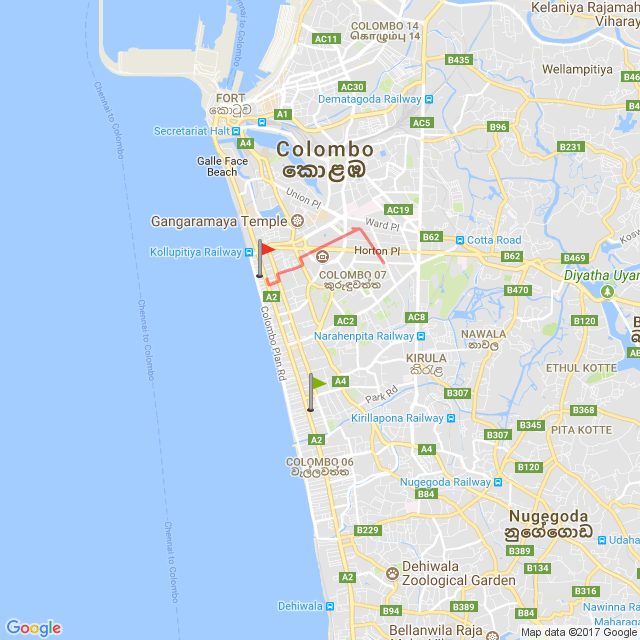 Kelaniya Rajamah
Viharay
COLOMBO 14
கொழும்பு 14
AC11
B435
Wellampitiya
AC30
FORT
කොටුව
Dematagoda Railway
A1
AC5
B96
Secretariat Halt
A4
B231
Colombo
කොළඹ
Galle Face
Beach
Union Pl
AC19
Gangaramaya Temple
Ward Pl
B62
Cotta Road
Kollupitiya Railway
Horton Pl
B62
B469
COLOMBO 07
කුරුඳුවත්ත
Diyatha Uyan
A2
B470
Colombo Plan Rd
AC2
AC8
B120
Narahenpita Railway
NAWALA
නාවල
KIRULA
කිරුළ
ETHUL KOTTE
A4
Park Rd
B307
B368
Kirillapona Railway
B345
PITA KOTTE
A2
B307
A4
COLOMBO 06
වැල්ලවත්ත
B120
Nugegoda Railway
B84
Nugegoda
නුගේගොඩ
B229
B389
Udaha
B134
Dehiwala
Zoological Garden
A2
B316
Nawinna
Maharaga
Dehiwala
B94
B84
B389
Bellanwila Raja
Chennai to Colombo
Chennai to Colombo
Chennai to Colombo
Chennai to Colombo
Google
Map data ©2017 Google